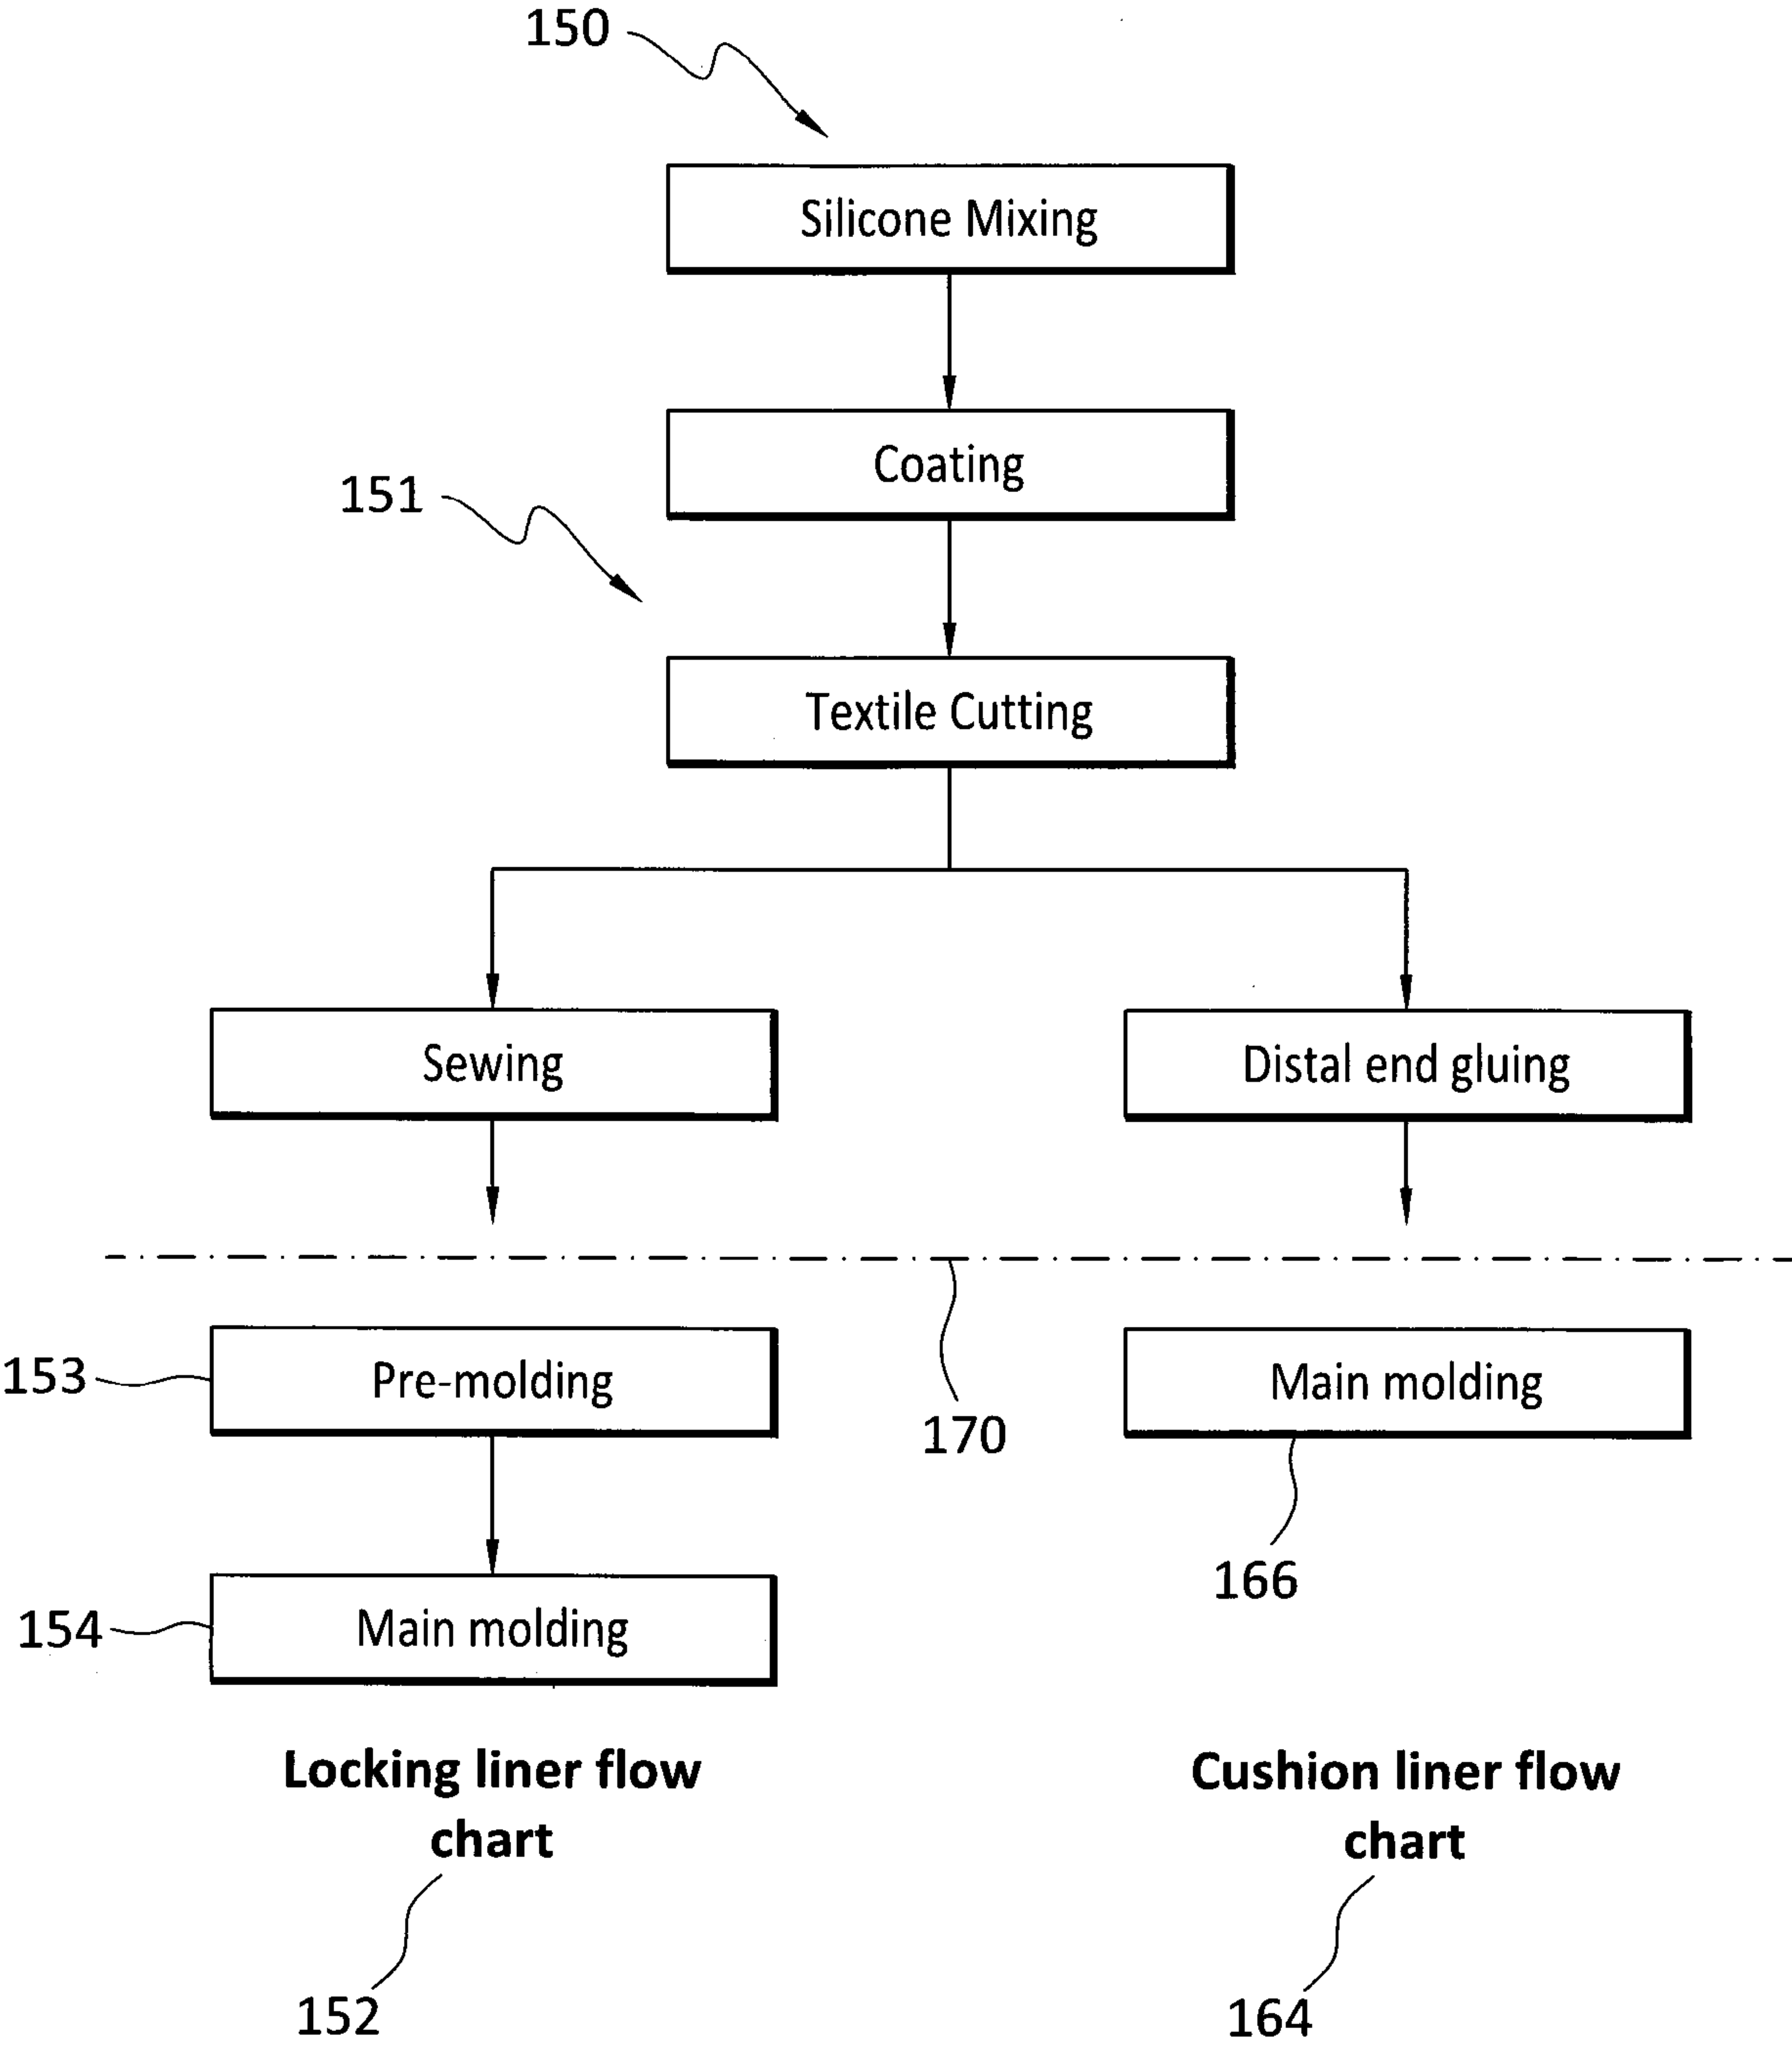 150
Silicone Mixing
Coating
151
Textile Cutting
Sewing
Distal end gluing
153
Pre-molding
170
Main molding
166
154
Main molding
Locking liner flow
chart
Cushion liner flow
chart
152
164